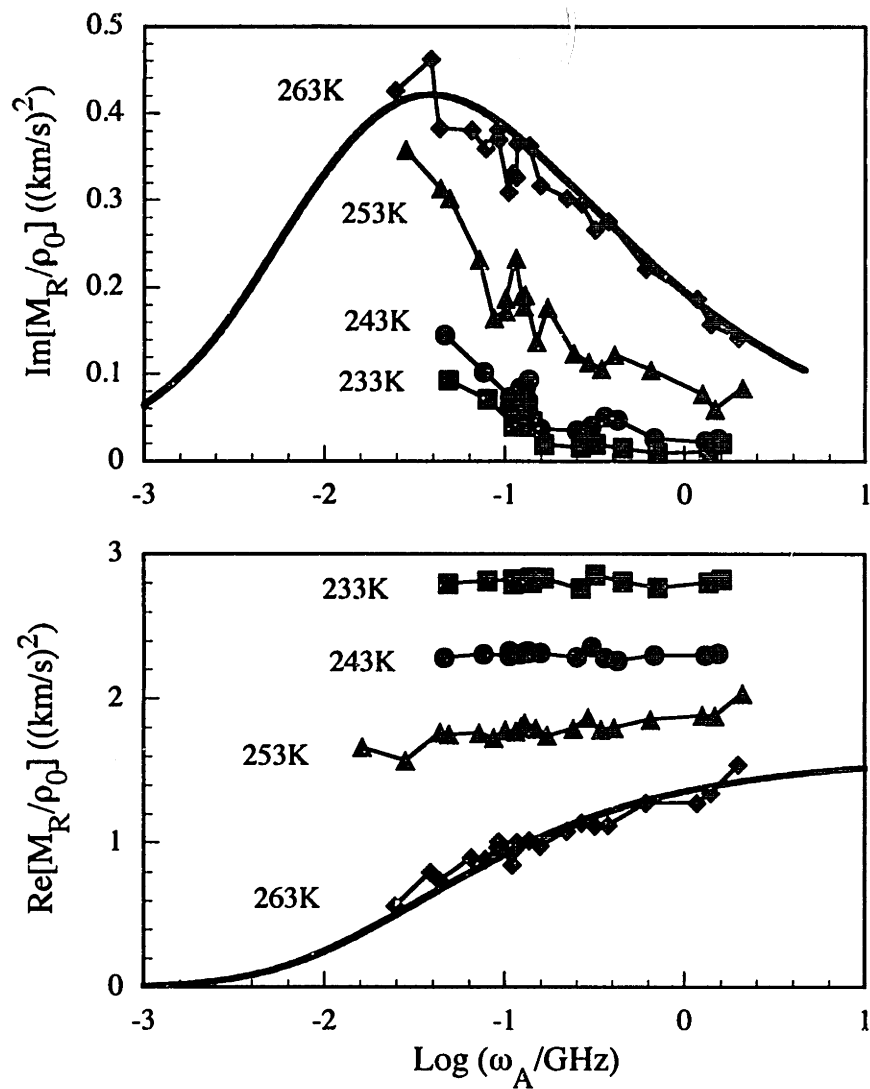 0.5
263K
0.4
253K
0.3
Im[M_R/ρ_0] ((km/s)^2)
0.2
243K
0.1
233K
0
-3 -2 -1 0 1
3
233K
243K
2
Re[M_R/ρ_0] ((km/s)^2)
253K
1
263K
0
-3 -2 -1 0 1
Log (ω_A/GHz)